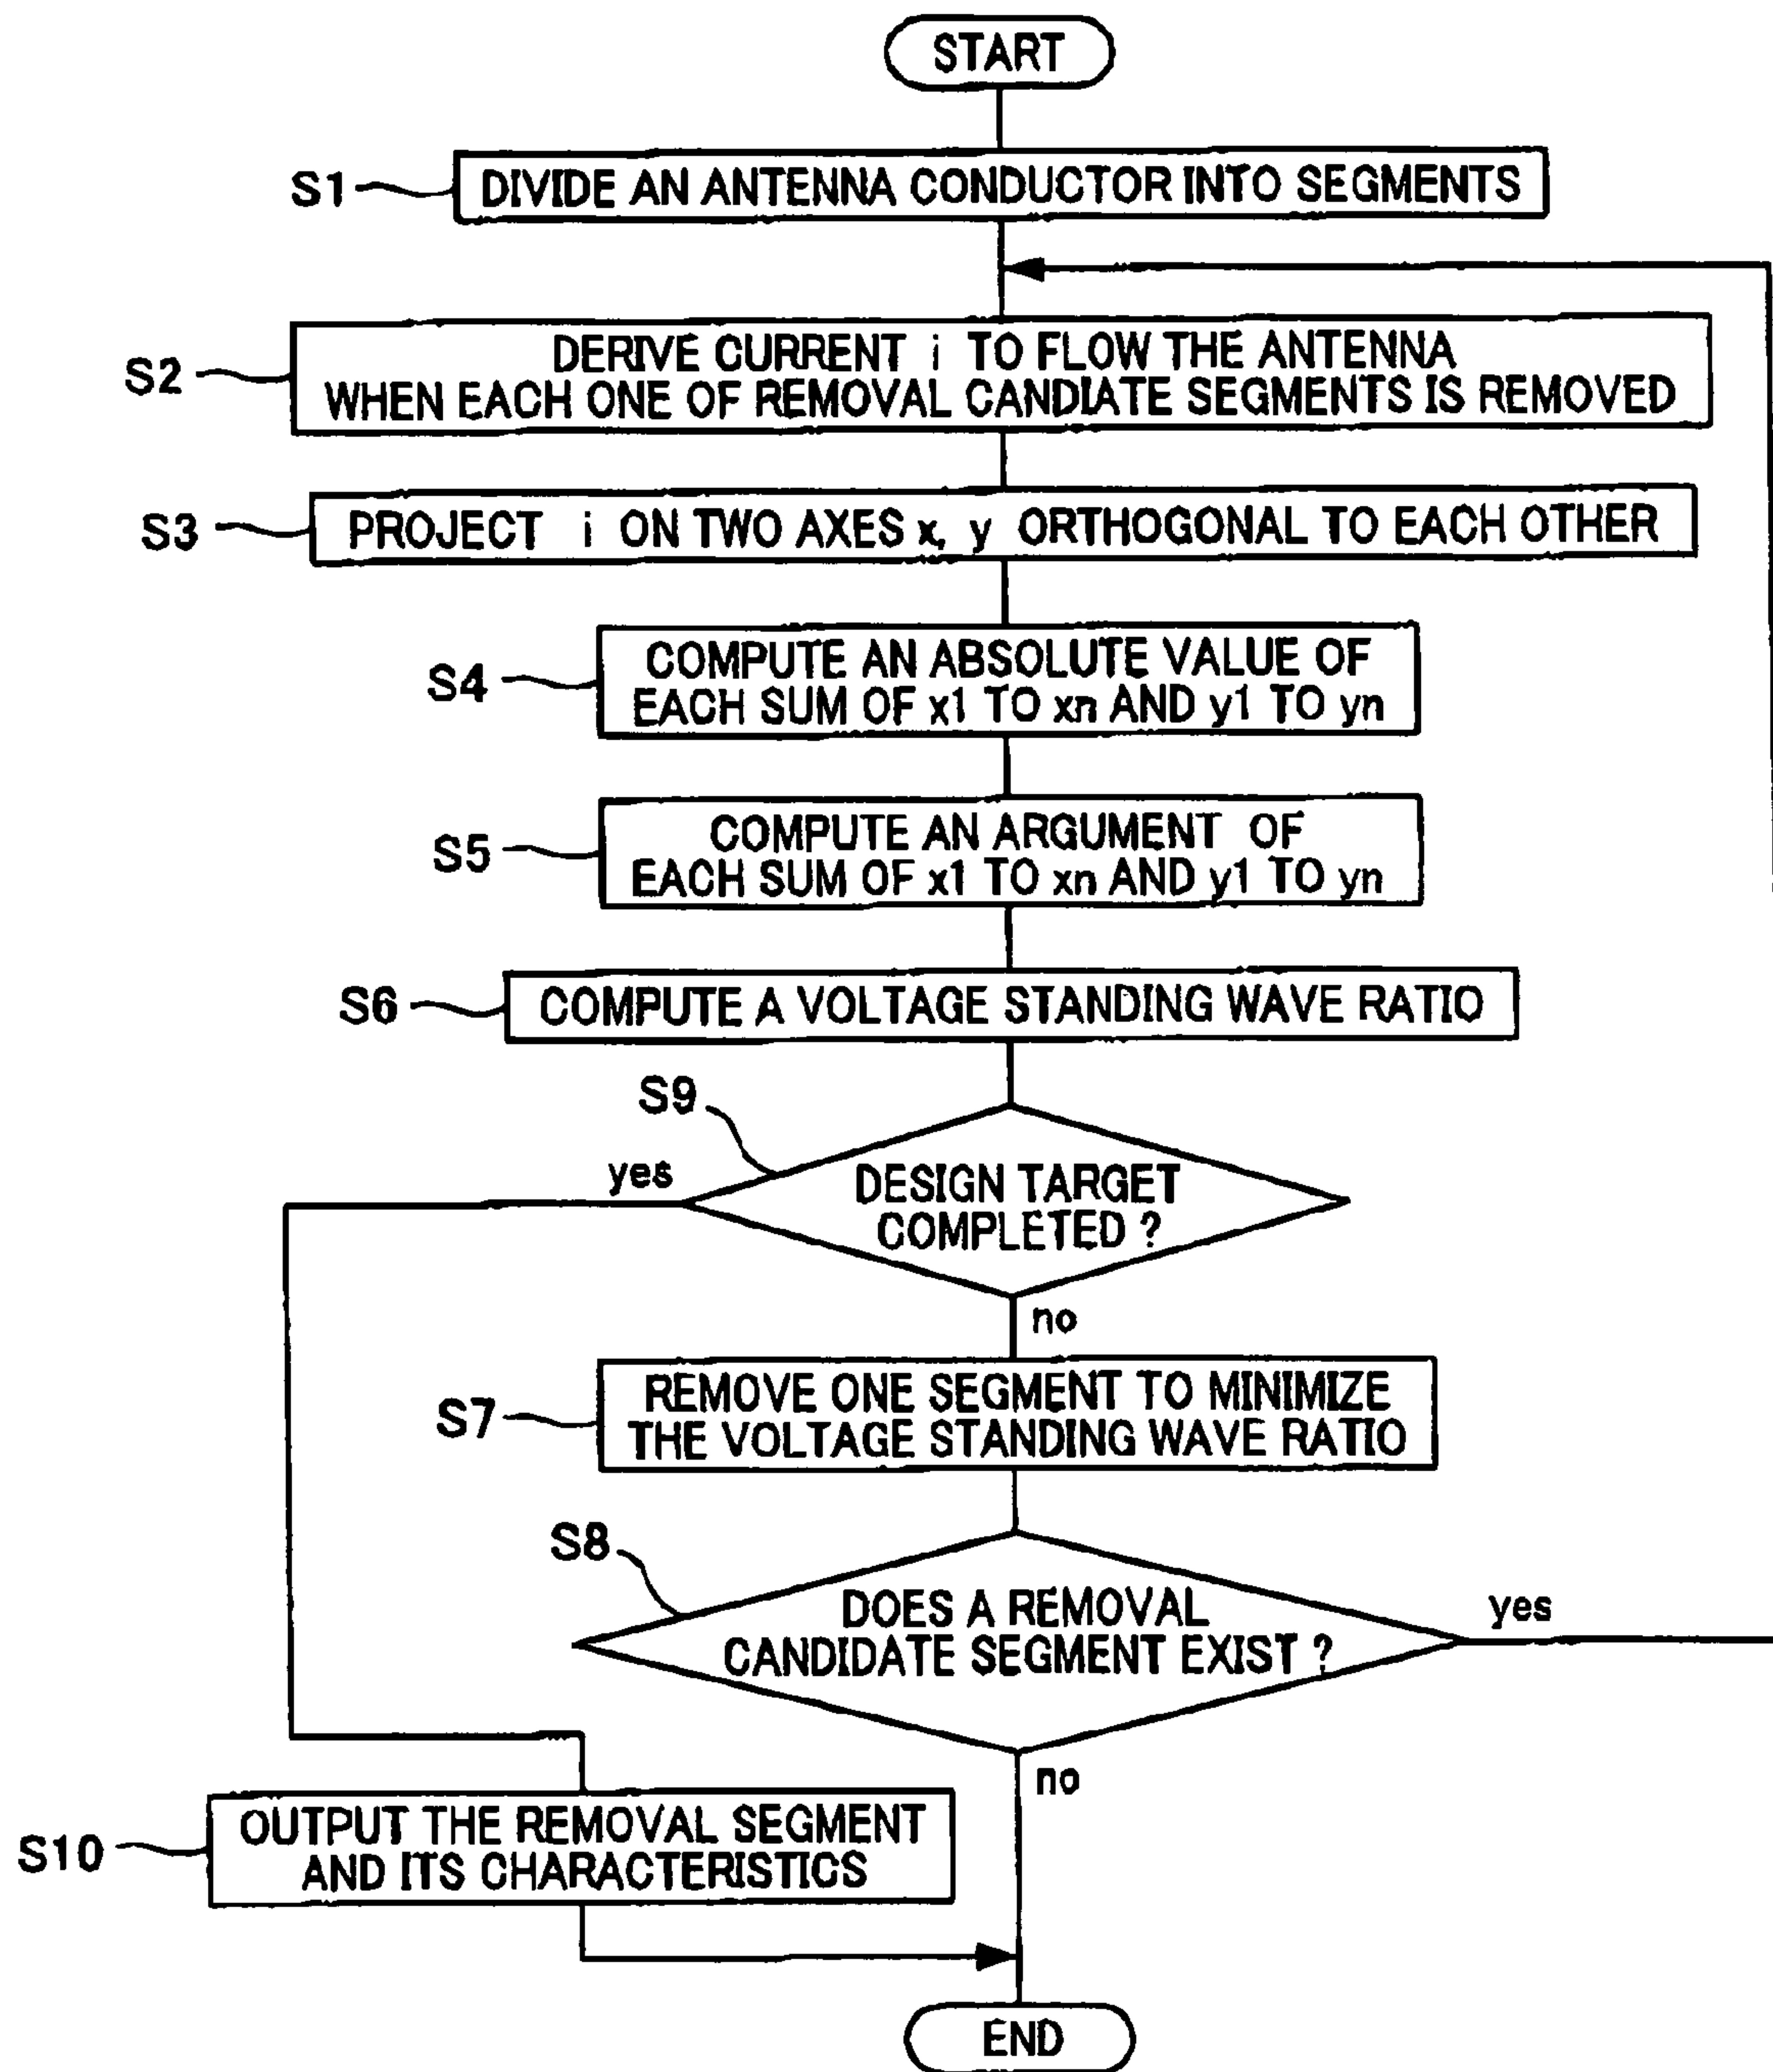 START
S1
DIVIDE AN ANTENNA CONDUCTOR INTO SEGMENTS
S2
DERIVE CURRENT i TO FLOW THE ANTENNA
WHEN EACH ONE OF REMOVAL CANDIATE SEGMENTS IS REMOVED
S3
PROJECT i ON TWO AXES x, y ORTHOGONAL TO EACH OTHER
S4
COMPUTE AN ABSOLUTE VALUE OF
EACH SUM OF x1 TO xn AND y1 TO yn
S5
COMPUTE AN ARGUMENT OF
EACH SUM OF x1 TO xn AND y1 TO yn
S6
COMPUTE A VOLTAGE STANDING WAVE RATIO
S9
yes
DESIGN TARGET
COMPLETED ?
no
S7
REMOVE ONE SEGMENT TO MINIMIZE
THE VOLTAGE STANDING WAVE RATIO
S8
DOES A REMOVAL
CANDIDATE SEGMENT EXIST ?
yes
no
S10
OUTPUT THE REMOVAL SEGMENT
AND ITS CHARACTERISTICS
END